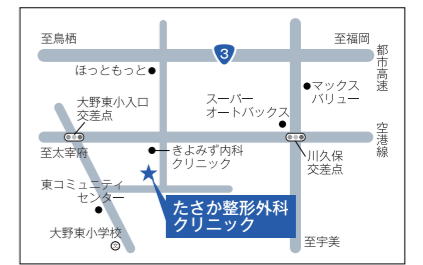 至鳥栖
3
至福岡
都市高速
ほっともっと
マックス
バリュー
大野東小入口
交差点
スーパー
オートバックス
空港線
至太宰府
きよみず内科
クリニック
川久保
交差点
東コミュニティ
センター
たさか整形外科
クリニック
大野東小学校
文
至宇美